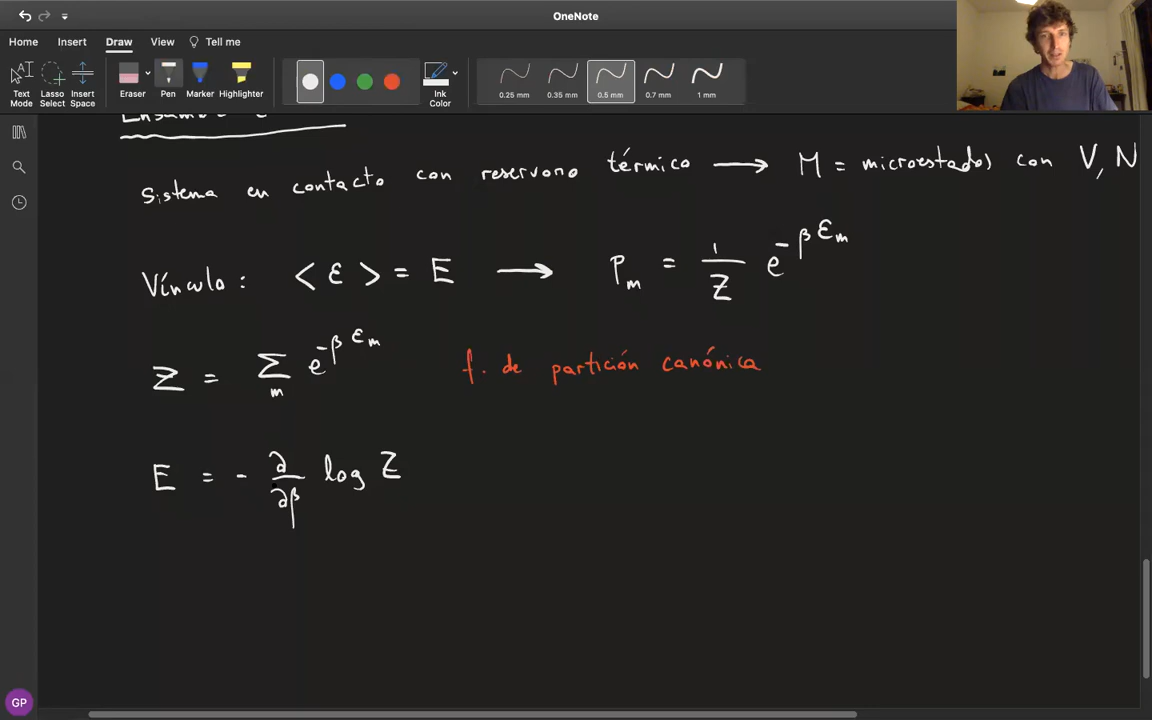 OneNote
Home Insert Draw View Tell me
Text Mode Lasso Select Insert Space Eraser Pen Marker Highlighter Ink Color 0.25 mm 0.35 mm 0.5 mm 0.7 mm 1 mm
sistema en contacto con reservorio térmico → M = microestados con V, N
Vínculo: < ε > = E → p_m = 1/Z e^{-β ε_m}
Z = Σ_m e^{-β ε_m} f. de partición canónica
E = - ∂/∂β log Z
GP